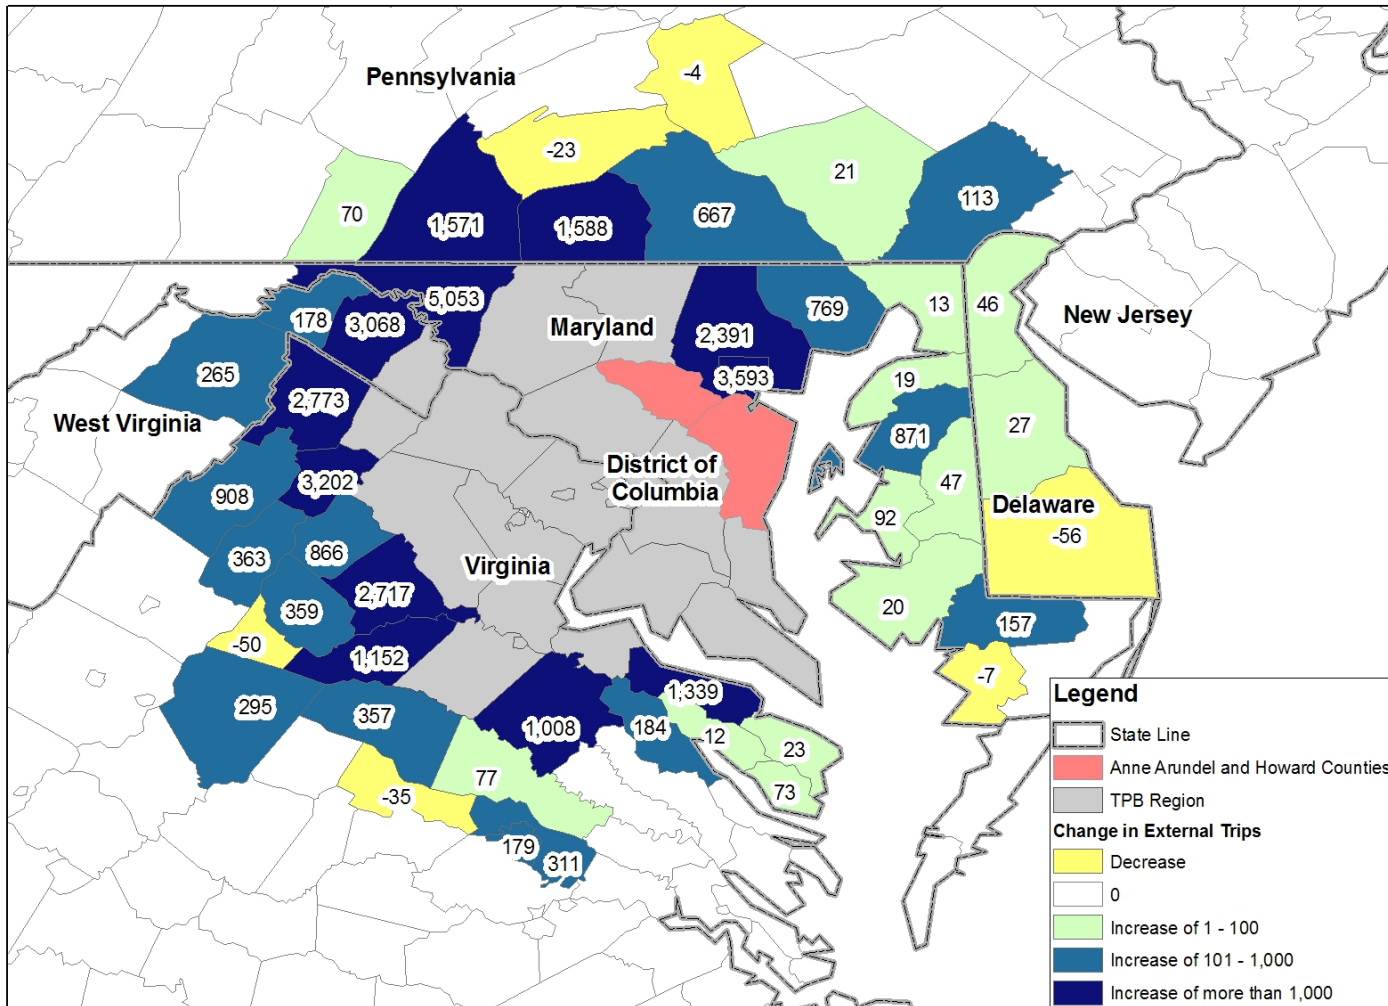 Pennsylvania
-4
-23
21
70
1,571
1,588
667
113
5,053
178
3,068
Maryland
2,391
769
13
46
New Jersey
265
3,593
19
West Virginia
2,773
871
27
District of
Columbia
908
3,202
47
Delaware
92
-56
363
866
Virginia
359
2,717
20
-50
1,152
157
-7
295
357
1,008
1,339
184
12
23
77
73
-35
179
311
Legend
State Line
Anne Arundel and Howard Counties
TPB Region
Change in External Trips
Decrease
0
Increase of 1 - 100
Increase of 101 - 1,000
Increase of more than 1,000